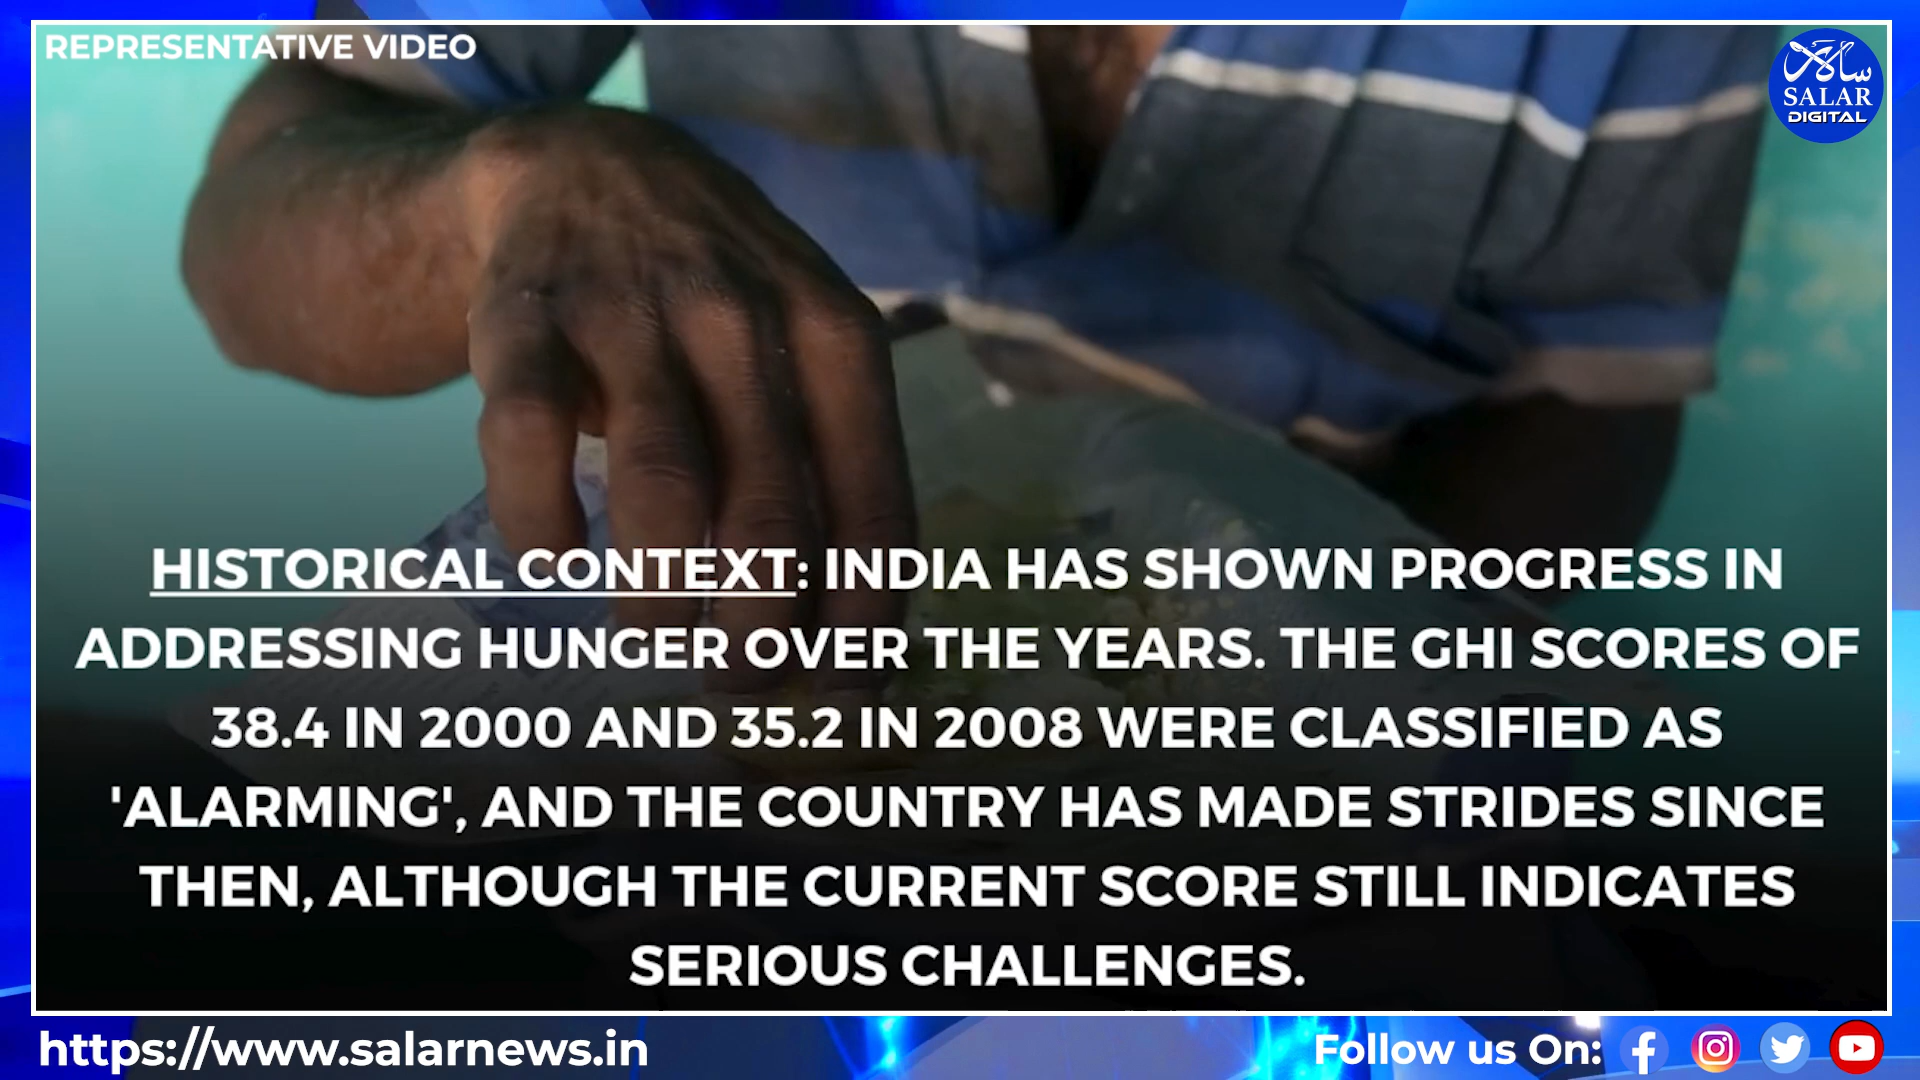 REPRESENTATIVE VIDEO
سالار
SALAR
DIGITAL
HISTORICAL CONTEXT: INDIA HAS SHOWN PROGRESS IN
ADDRESSING HUNGER OVER THE YEARS. THE GHI SCORES OF
38.4 IN 2000 AND 35.2 IN 2008 WERE CLASSIFIED AS
'ALARMING', AND THE COUNTRY HAS MADE STRIDES SINCE
THEN, ALTHOUGH THE CURRENT SCORE STILL INDICATES
SERIOUS CHALLENGES.
https://www.salarnews.in
Follow us On: